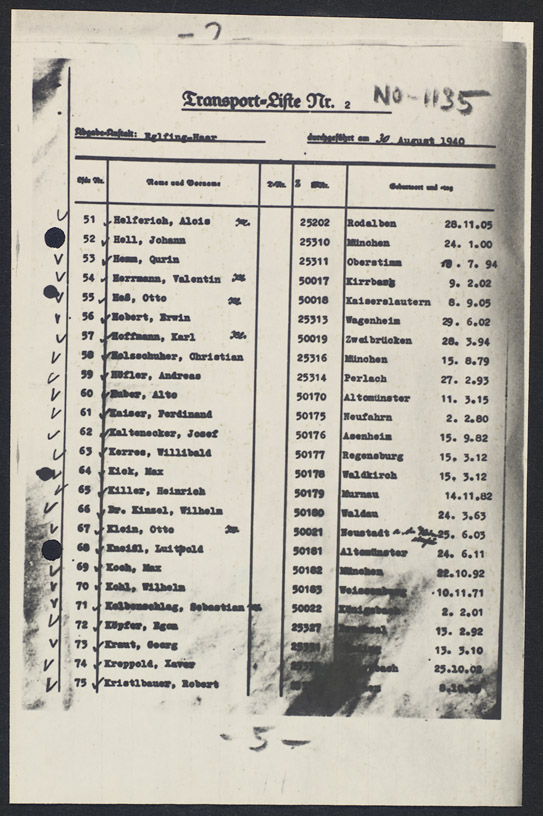 - 2 -
Transport-Liste Nr. 2 NO-1135
Abgabe-Anstalt: Eglfing-Haar durchgeführt am 30 August 1940
Lfde Nr. Name und Vorname Z-Nr. Geburtsort und -tag
51 Helferich, Alois 25202 Rodalben 28.11.05
52 Hell, Johann 25310 München 24. 1.00
53 Hemm, Qurin 25311 Oberstimm 7. 94
54 Herrmann, Valentin 50017 Kirrberg 9. 2.02
55 Heß, Otto 50018 Kaiserslautern 8. 9.05
56 Hobert, Erwin 25313 Wagenheim 29. 6.02
57 Hoffmann, Karl 50019 Zweibrücken 28. 3.94
58 Holzschuher, Christian 25316 München 15. 8.79
59 Höfler, Andreas 25314 Perlach 27. 2.93
60 Huber, Alto 50170 Altomünster 11. 3.15
61 Kaiser, Ferdinand 50175 Neufahrn 2. 2.80
62 Kaltenecker, Josef 50176 Asenheim 15. 9.82
63 Kerres, Willibald 50177 Regensburg 15. 3.12
64 Kick, Max 50178 Waldkirch 15. 3.12
65 Killer, Heinrich 50179 Murnau 14.11.82
66 Dr. Kinsel, Wilhelm 50180 Waldau 24. 3.63
67 Klein, Otto 50021 Neustadt a. d. 25. 6.03
68 Kneißl, Luitpold 50181 Altomünster 24. 6.11
69 Koch, Max 50182 München 22.10.92
70 Kohl, Wilhelm 50183 Weissenburg 10.11.71
71 Kolbenschlag, Sebastian 50022 Königsbach 2. 2.01
72 Köpfer, Egon 25327 13. 2.92
73 Kraut, Georg 13. 3.10
74 Kreppold, Xaver 25.10.02
75 Kristlbauer, Robert
- 5 -